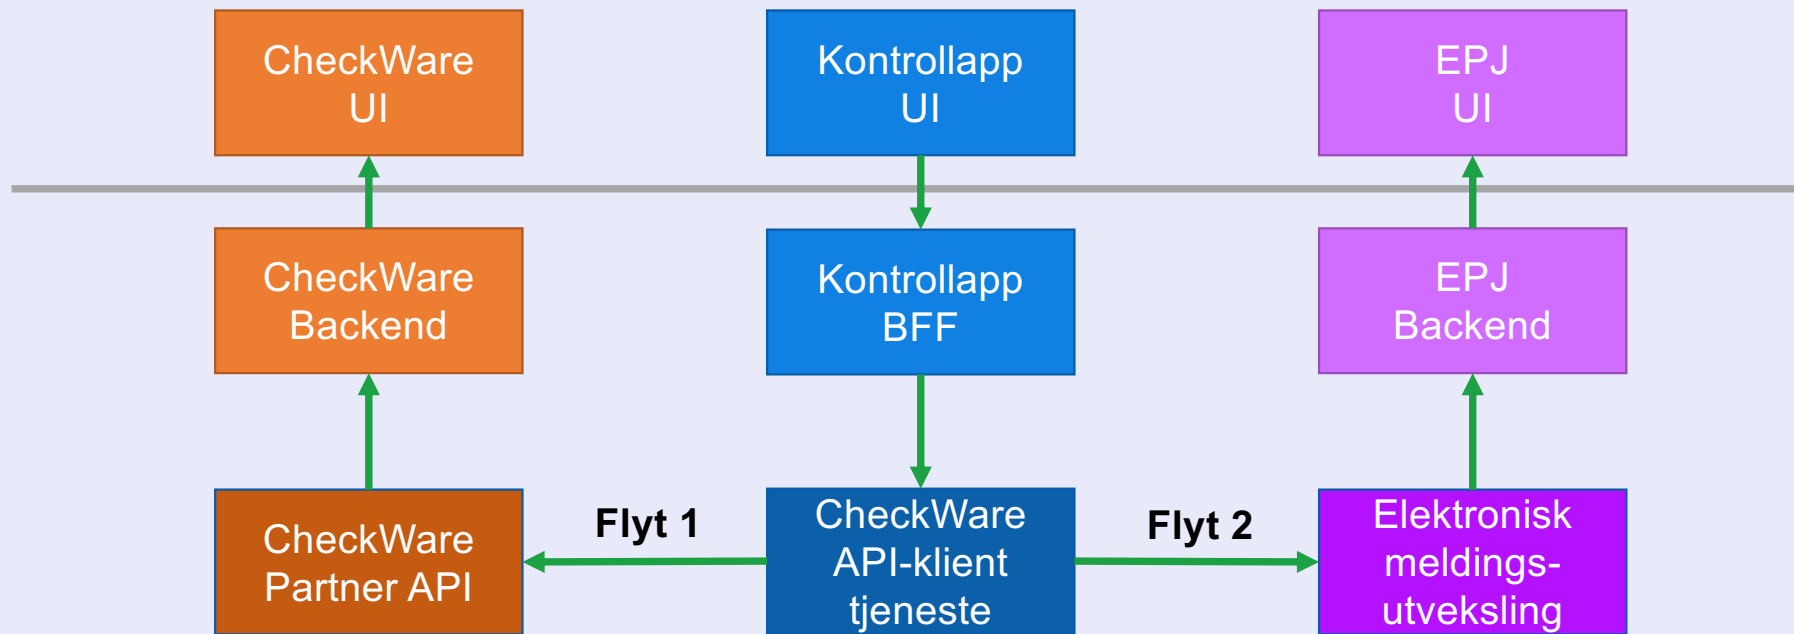 CheckWare
UI
Kontrollapp
UI
EPJ
UI
CheckWare
Backend
Kontrollapp
BFF
EPJ
Backend
CheckWare
Partner API
Flyt 1
CheckWare
API-klient
tjeneste
Flyt 2
Elektronisk
meldings-
utveksling